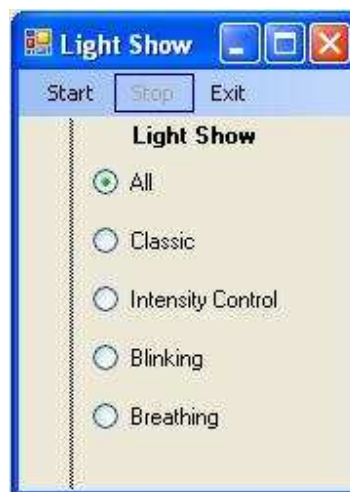 Light Show
Start Stop Exit
Light Show
All
Classic
Intensity Control
Blinking
Breathing